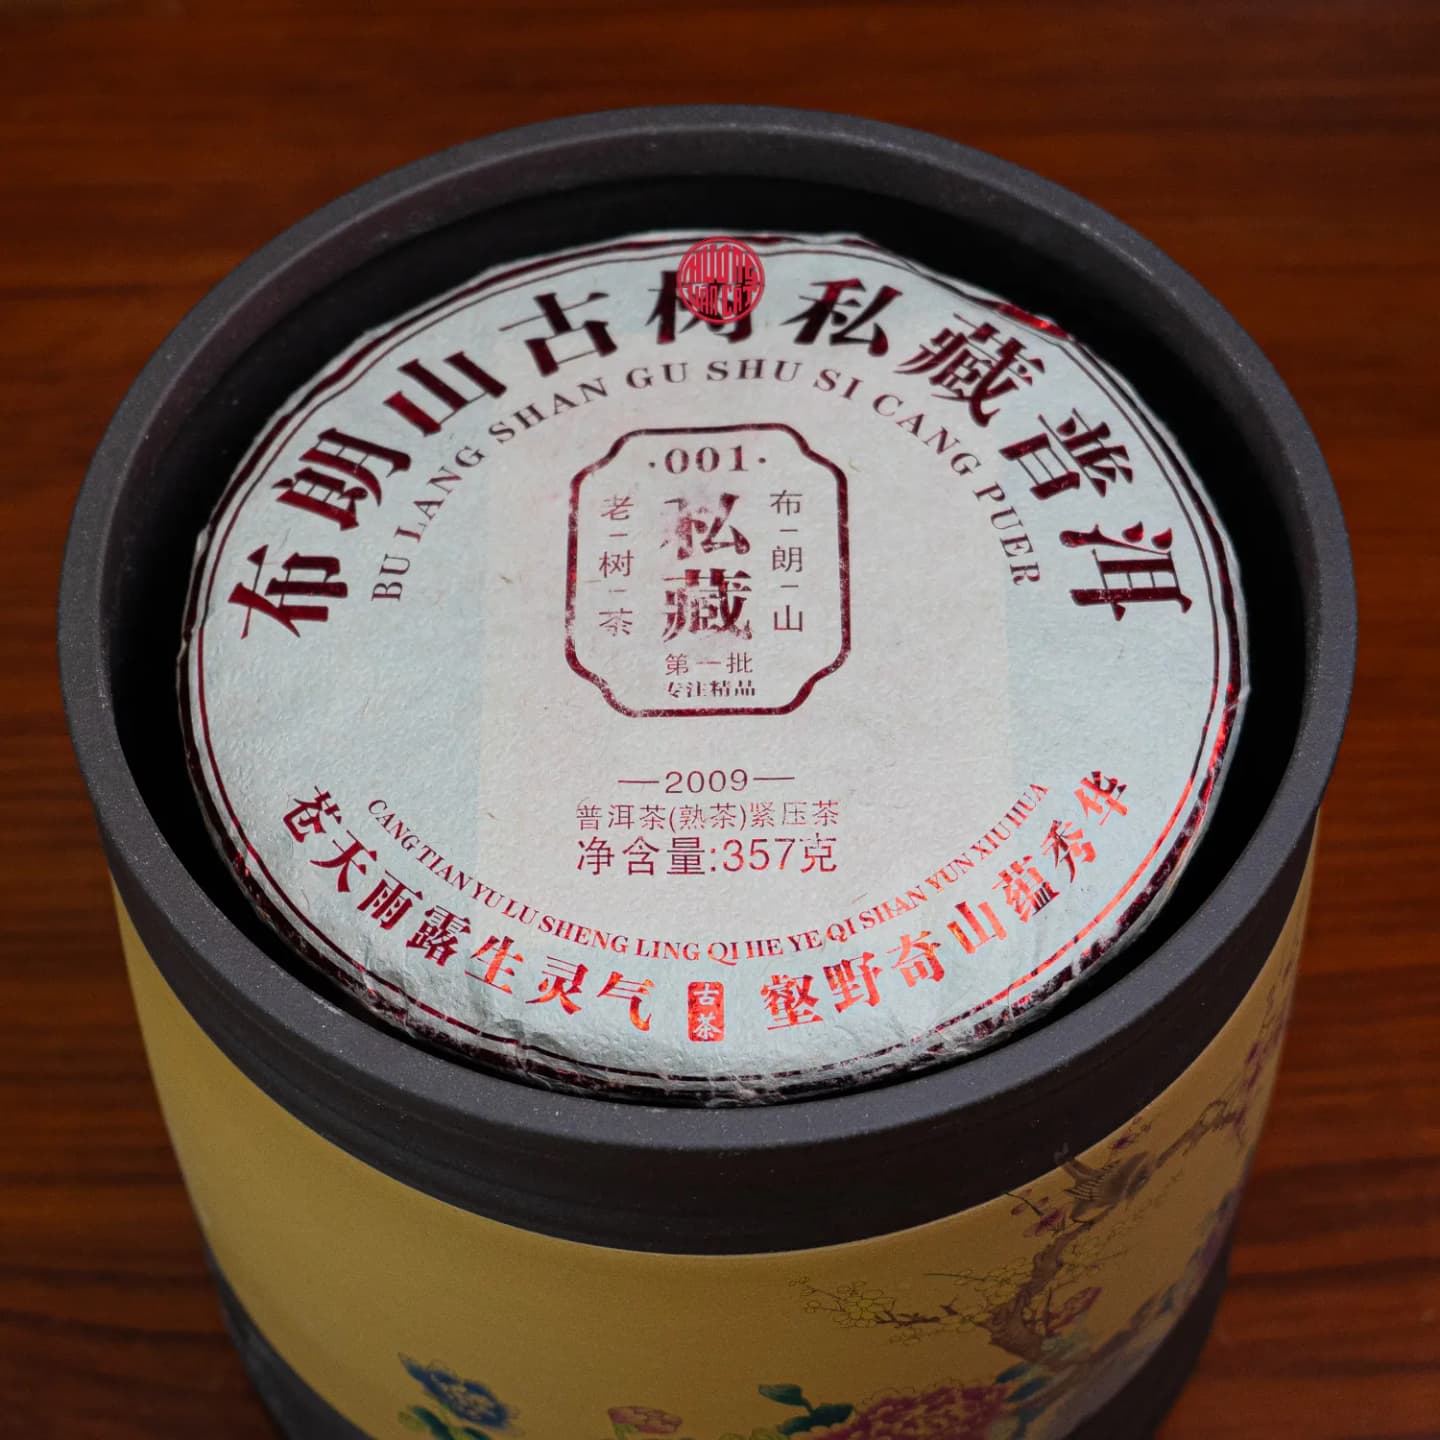 布朗山古树私藏普洱
BU LANG SHAN GU SHU SI CANG PUER
·001·
布朗山
私藏
老树茶
第一批
专注精品
—2009—
普洱茶(熟茶)紧压茶
净含量:357克
CANG TIAN YU LU SHENG LING QI HE YE QI SHAN YUN XIU HUA
苍天雨露生灵气
古茶
壑野奇山蕴秀华